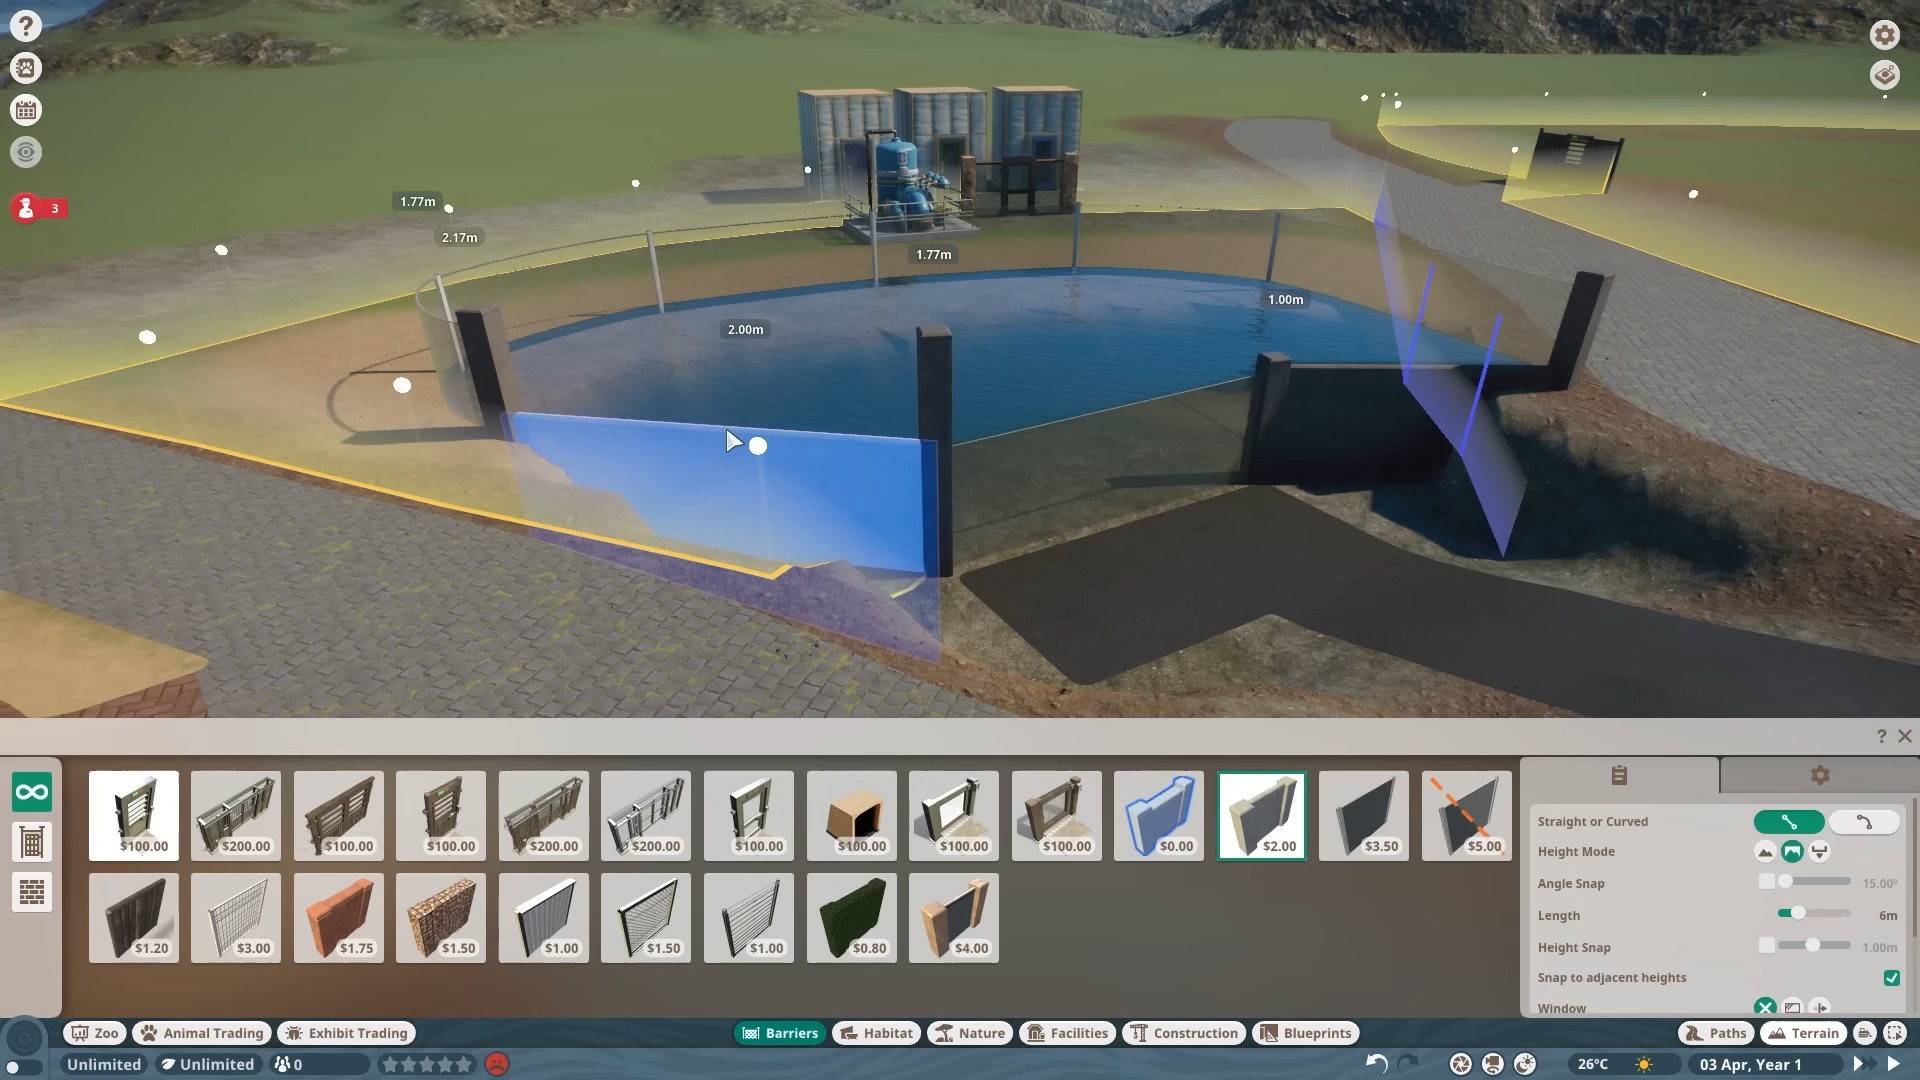 ?
3
1.77m
2.17m
1.77m
1.00m
2.00m
?
$100.00 $200.00 $100.00 $100.00 $200.00 $200.00 $100.00 $100.00 $100.00 $100.00 $0.00 $2.00 $3.50 $5.00
$1.20 $3.00 $1.75 $1.50 $1.00 $1.50 $1.00 $0.80 $4.00
Straight or Curved
Height Mode
Angle Snap 15.00°
Length 6m
Height Snap 1.00m
Snap to adjacent heights
Window
Zoo Animal Trading Exhibit Trading Barriers Habitat Nature Facilities Construction Blueprints Paths Terrain
Unlimited Unlimited 0 26°C 03 Apr, Year 1